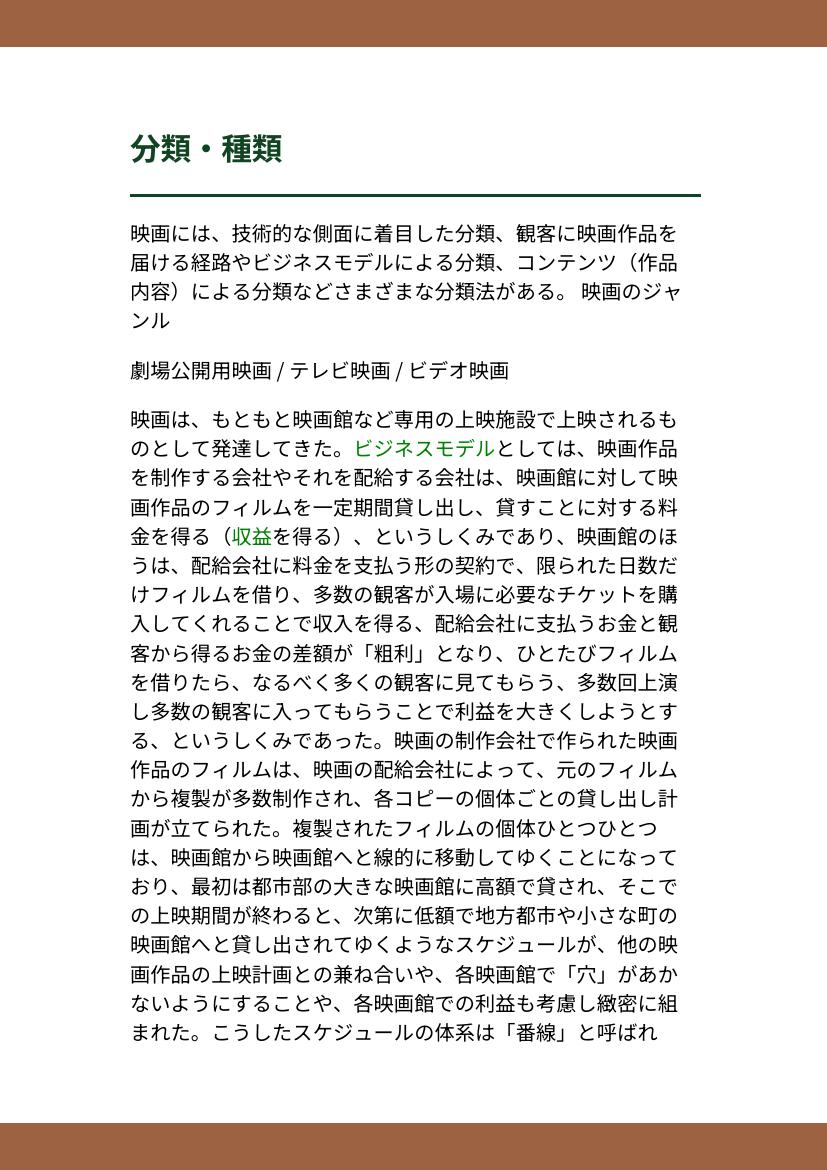 分類・種類
映画には、技術的な側面に着目した分類、観客に映画作品を
届ける経路やビジネスモデルによる分類、コンテンツ（作品
内容）による分類などさまざまな分類法がある。 映画のジャ
ンル
劇場公開用映画 / テレビ映画 / ビデオ映画
映画は、もともと映画館など専用の上映施設で上映されるも
のとして発達してきた。ビジネスモデルとしては、映画作品
を制作する会社やそれを配給する会社は、映画館に対して映
画作品のフィルムを一定期間貸し出し、貸すことに対する料
金を得る（収益を得る）、というしくみであり、映画館のほ
うは、配給会社に料金を支払う形の契約で、限られた日数だ
けフィルムを借り、多数の観客が入場に必要なチケットを購
入してくれることで収入を得る、配給会社に支払うお金と観
客から得るお金の差額が「粗利」となり、ひとたびフィルム
を借りたら、なるべく多くの観客に見てもらう、多数回上演
し多数の観客に入ってもらうことで利益を大きくしようとす
る、というしくみであった。映画の制作会社で作られた映画
作品のフィルムは、映画の配給会社によって、元のフィルム
から複製が多数制作され、各コピーの個体ごとの貸し出し計
画が立てられた。複製されたフィルムの個体ひとつひとつ
は、映画館から映画館へと線的に移動してゆくことになって
おり、最初は都市部の大きな映画館に高額で貸され、そこで
の上映期間が終わると、次第に低額で地方都市や小さな町の
映画館へと貸し出されてゆくようなスケジュールが、他の映
画作品の上映計画との兼ね合いや、各映画館で「穴」があか
ないようにすることや、各映画館での利益も考慮し緻密に組
まれた。こうしたスケジュールの体系は「番線」と呼ばれ